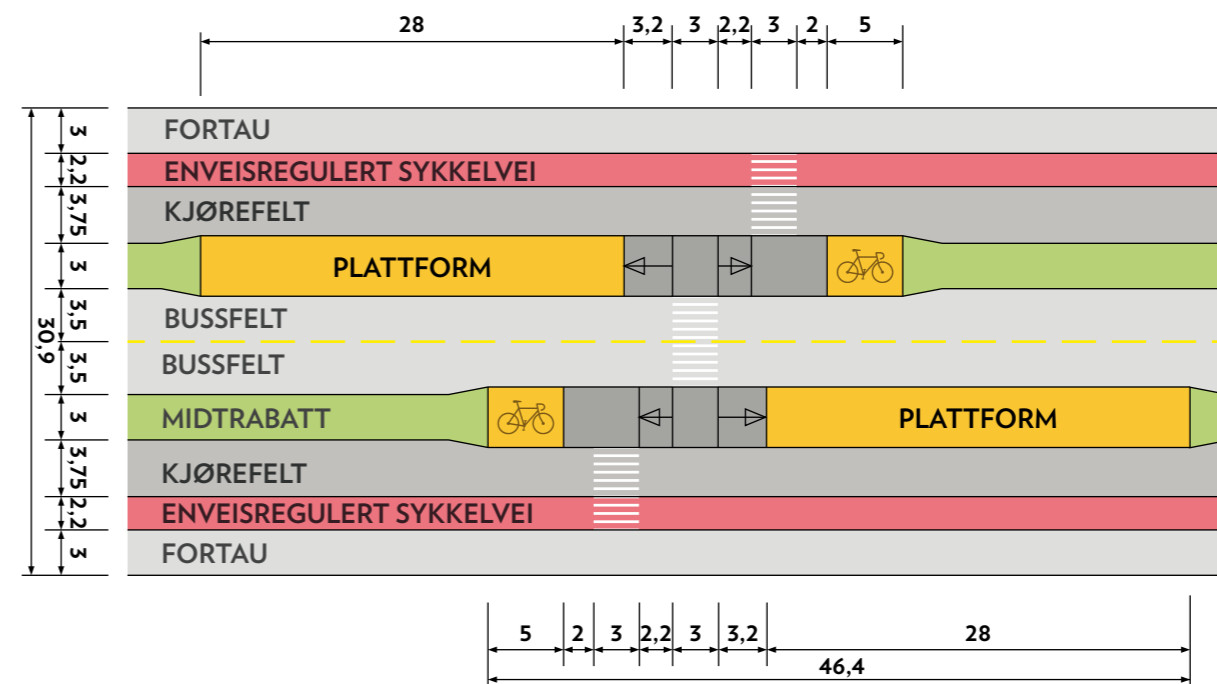 28 3,2 3 2,2 3 2 5
3 FORTAU
2,2 ENVEISREGULERT SYKKELVEI
3,75 KJØREFELT
3 PLATTFORM
3,5 BUSSFELT
30,9
3,5 BUSSFELT
3 MIDTRABATT PLATTFORM
3,75 KJØREFELT
2,2 ENVEISREGULERT SYKKELVEI
3 FORTAU
5 2 3 2,2 3 3,2 28
46,4